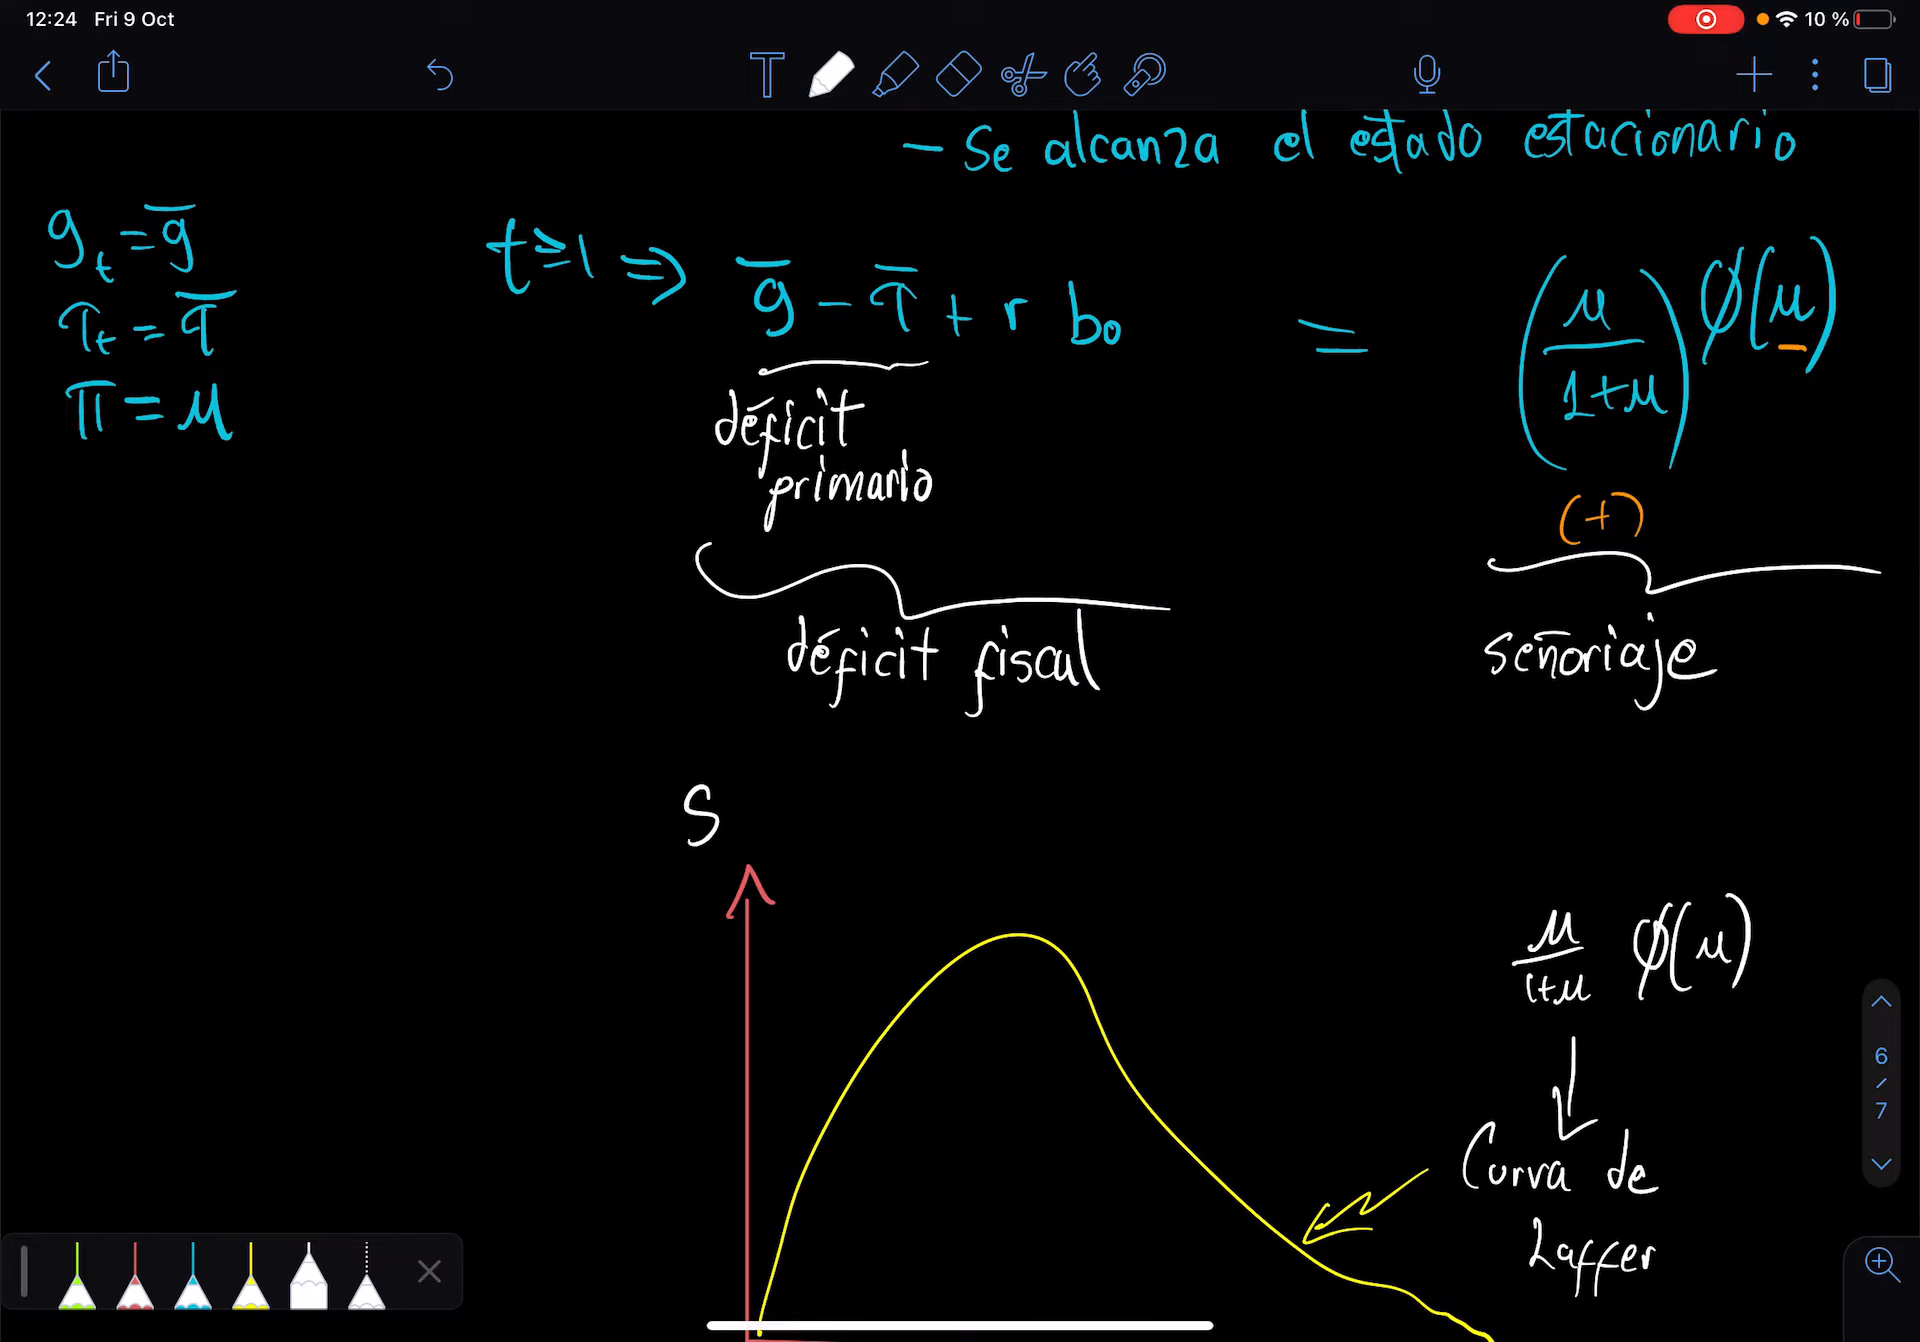 12:24 Fri 9 Oct
10 %
T
- Se alcanza el estado estacionario
g_t = g̅
τ_t = τ̅
π = μ
t ≥ 1 ⇒ g̅ - τ̅ + r b₀ = (μ / 1+μ) φ(μ)
déficit
primario
(+)
déficit fiscal
señoriaje
S
μ / 1+μ φ(μ)
Curva de
Laffer
6
/
7